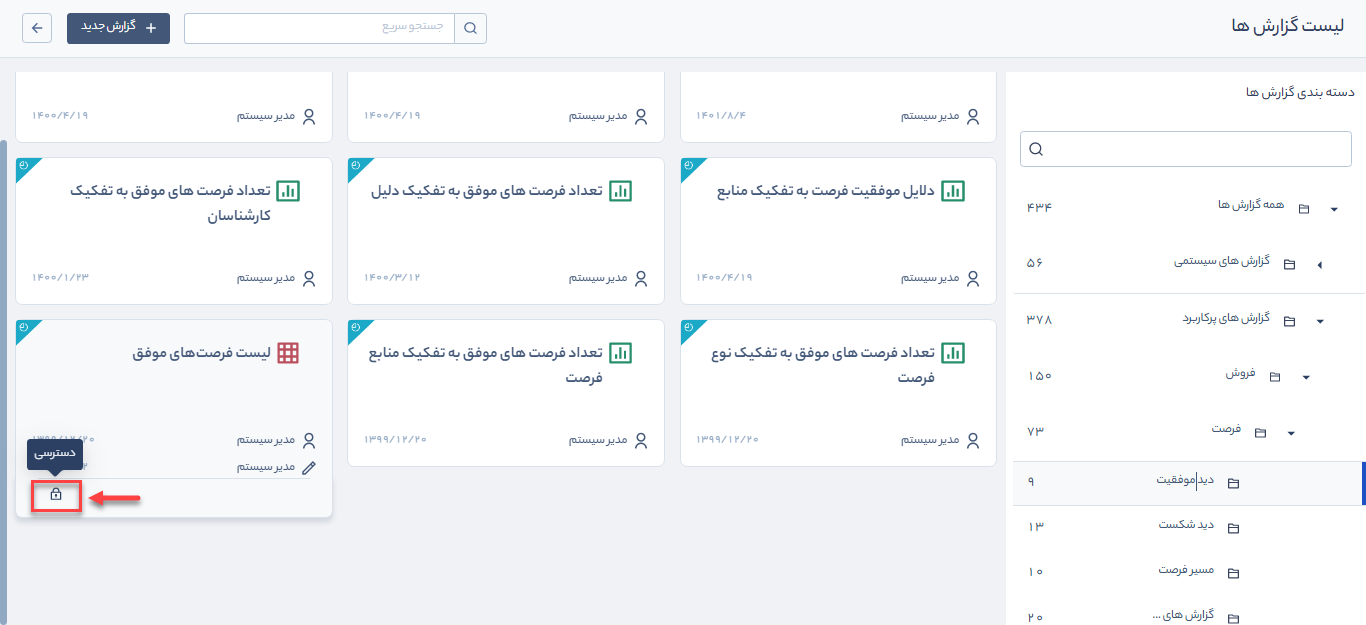 لیست گزارش ها
جستجو سریع
+ گزارش جدید
دسته بندی گزارش ها
همه گزارش ها ۴۳۴
گزارش های سیستمی ۵۶
گزارش های پرکاربرد ۳۷۸
فروش ۱۵۰
فرصت ۷۳
دید موفقیت ۹
دید شکست ۱۳
مسیر فرصت ۱۰
گزارش های ... ۲۰
مدیر سیستم ۱۴۰۱/۸/۴
مدیر سیستم ۱۴۰۰/۴/۱۹
مدیر سیستم ۱۴۰۰/۴/۱۹
دلایل موفقیت فرصت به تفکیک منابع
مدیر سیستم ۱۴۰۰/۴/۱۹
تعداد فرصت های موفق به تفکیک دلیل
مدیر سیستم ۱۴۰۰/۳/۱۲
تعداد فرصت های موفق به تفکیک
کارشناسان
مدیر سیستم ۱۴۰۰/۱/۲۳
تعداد فرصت های موفق به تفکیک نوع
فرصت
مدیر سیستم ۱۳۹۹/۱۲/۲۰
تعداد فرصت های موفق به تفکیک منابع
فرصت
مدیر سیستم ۱۳۹۹/۱۲/۲۰
لیست فرصت‌های موفق
مدیر سیستم ۱۳۹۹/۱۲/۲۰
مدیر سیستم
دسترسی